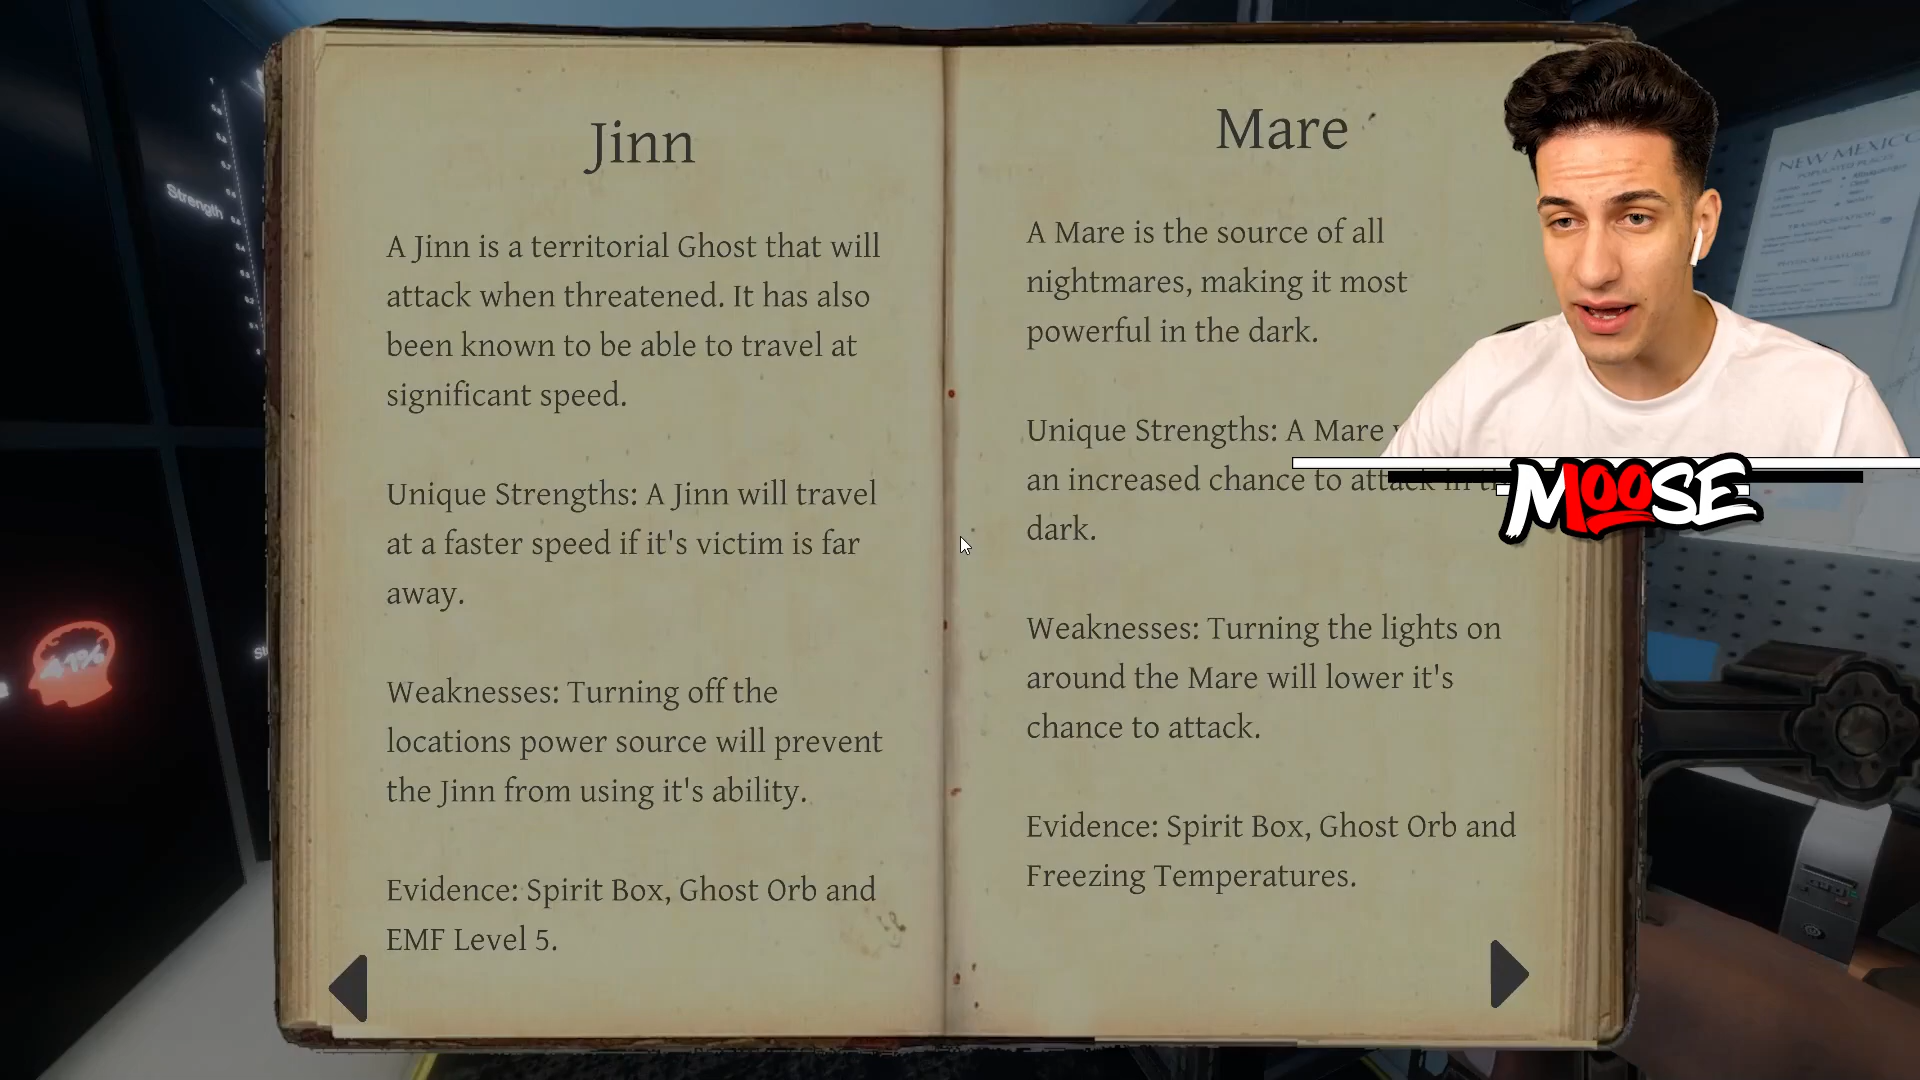 Jinn
A Jinn is a territorial Ghost that will
attack when threatened. It has also
been known to be able to travel at
significant speed.
Unique Strengths: A Jinn will travel
at a faster speed if it's victim is far
away.
Weaknesses: Turning off the
locations power source will prevent
the Jinn from using it's ability.
Evidence: Spirit Box, Ghost Orb and
EMF Level 5.
Mare
A Mare is the source of all
nightmares, making it most
powerful in the dark.
Unique Strengths: A Mare
an increased chance to attack in
dark.
Weaknesses: Turning the lights on
around the Mare will lower it's
chance to attack.
Evidence: Spirit Box, Ghost Orb and
Freezing Temperatures.
MOOSE
Strength
41%
NEW MEXICO